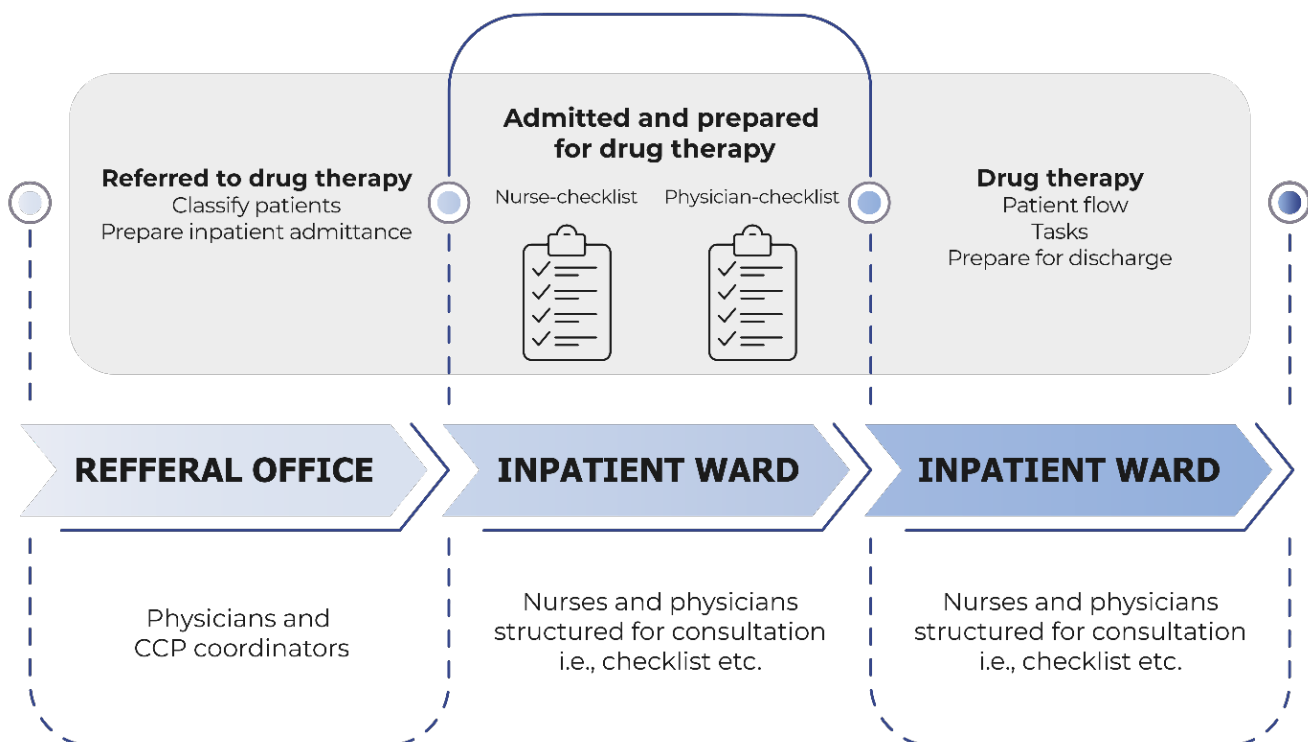 Referred to drug therapy
Classify patients
Prepare inpatient admittance
Admitted and prepared
for drug therapy
Nurse-checklist
Physician-checklist
Drug therapy
Patient flow
Tasks
Prepare for discharge
REFFERAL OFFICE
INPATIENT WARD
INPATIENT WARD
Physicians and
CCP coordinators
Nurses and physicians
structured for consultation
i.e., checklist etc.
Nurses and physicians
structured for consultation
i.e., checklist etc.